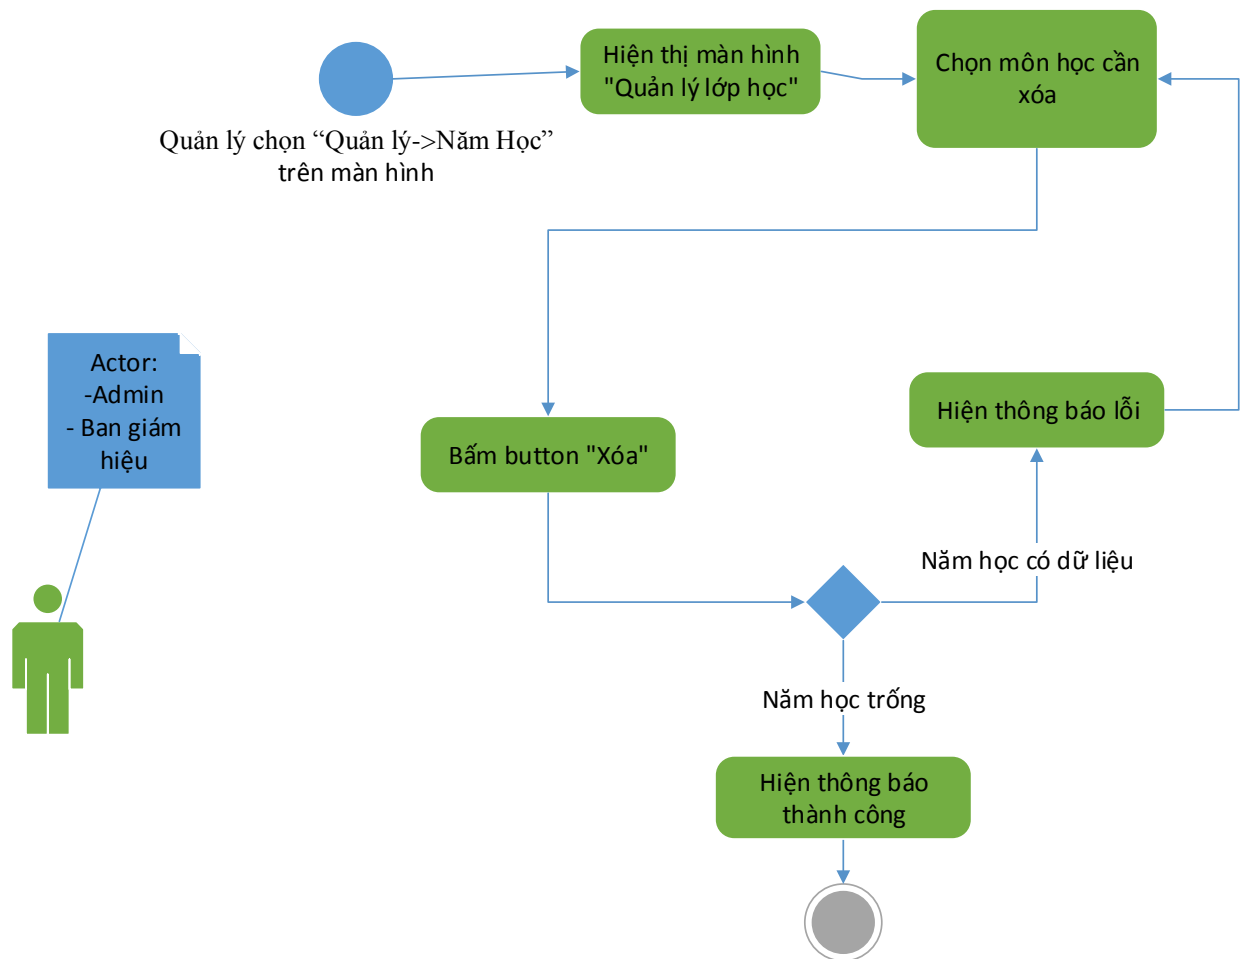 Hiện thị màn hình
"Quản lý lớp học"
Chọn môn học cần
xóa
Quản lý chọn “Quản lý->Năm Học”
trên màn hình
Actor:
-Admin
- Ban giám
hiệu
Hiện thông báo lỗi
Bấm button "Xóa"
Năm học có dữ liệu
Năm học trống
Hiện thông báo
thành công